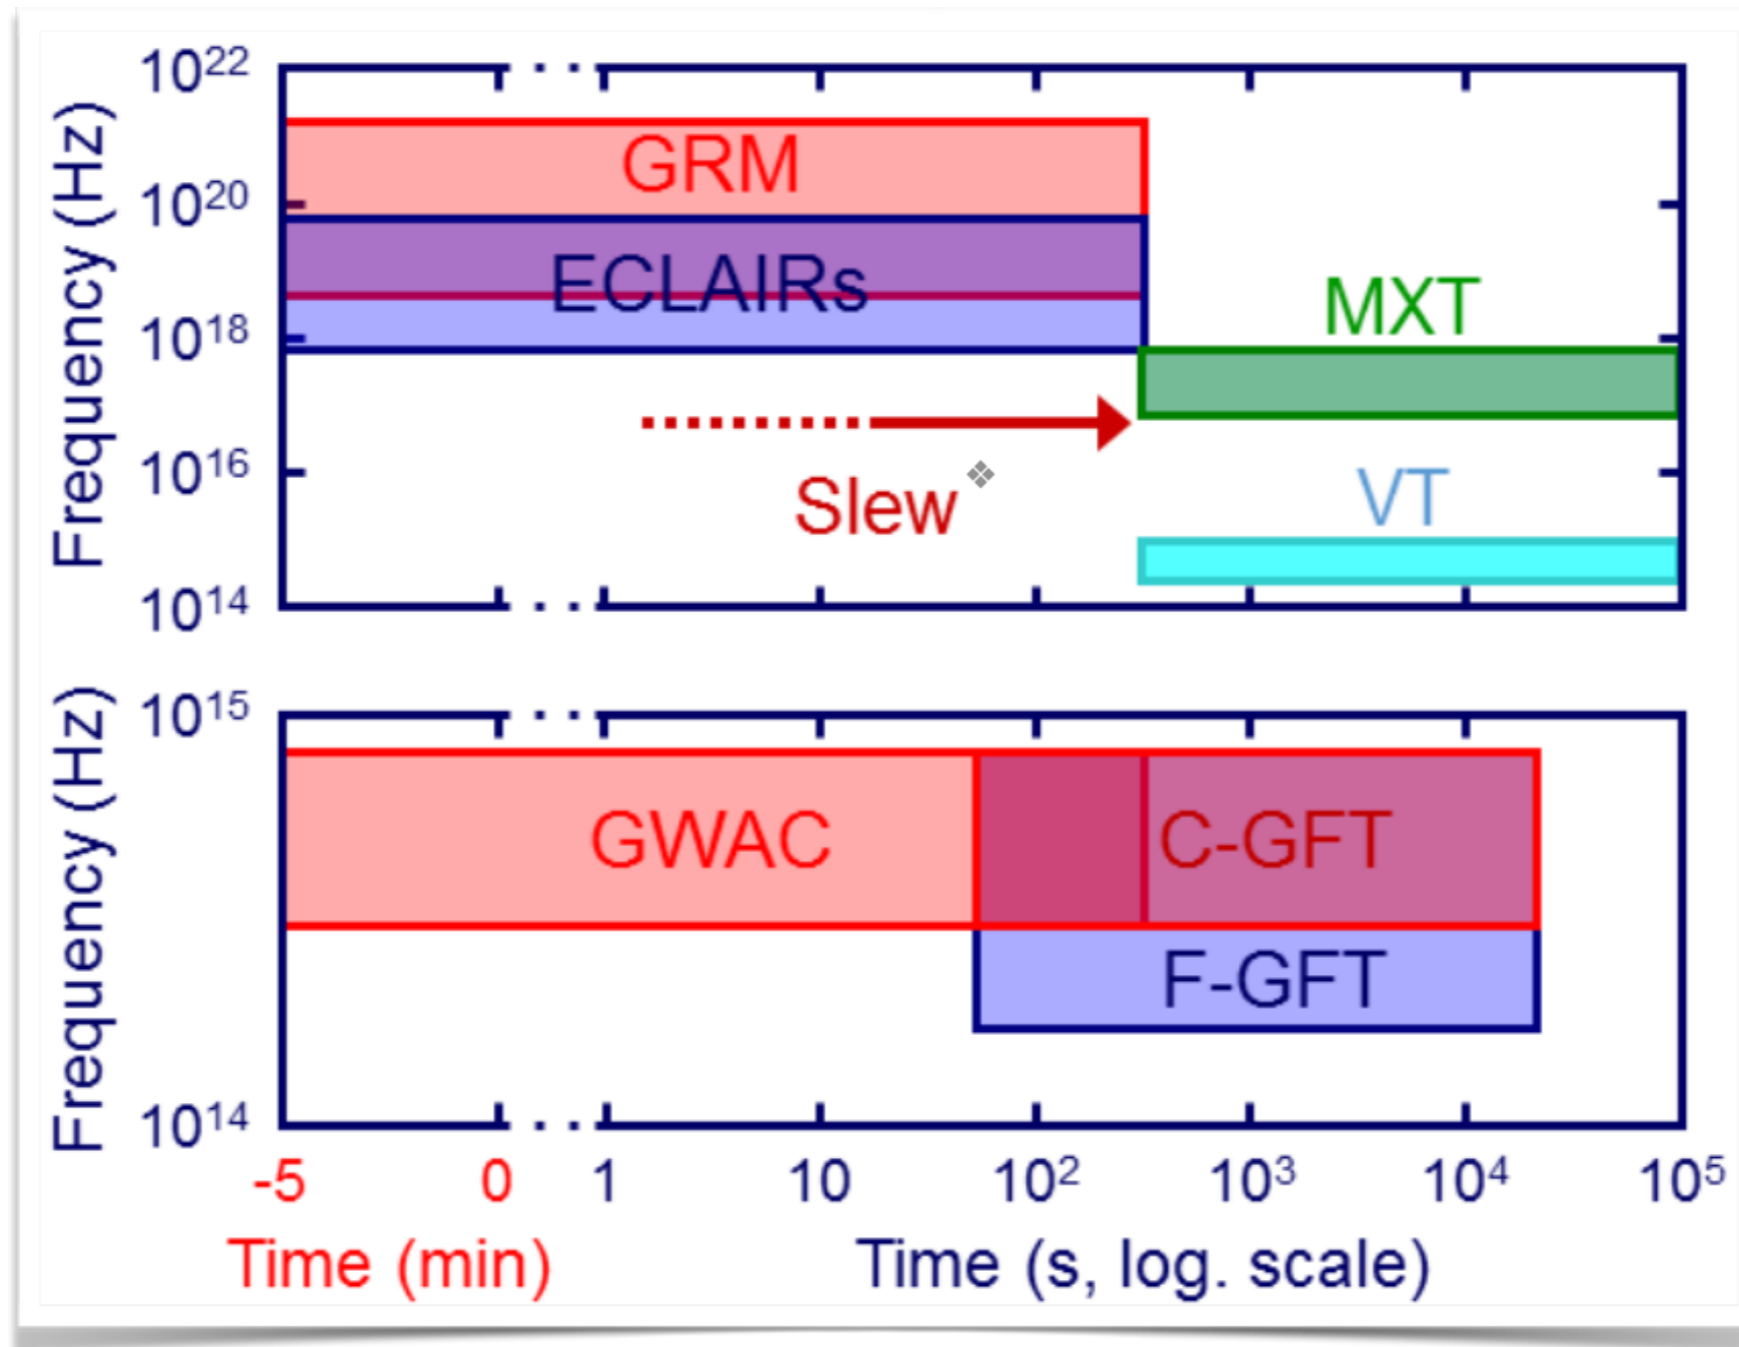 10²²
10²⁰
10¹⁸
10¹⁶
10¹⁴
Frequency (Hz)
GRM
ECLAIRs
MXT
Slew
VT
10¹⁵
10¹⁴
Frequency (Hz)
GWAC
C-GFT
F-GFT
-5 0 1 10 10² 10³ 10⁴ 10⁵
Time (min) Time (s, log. scale)